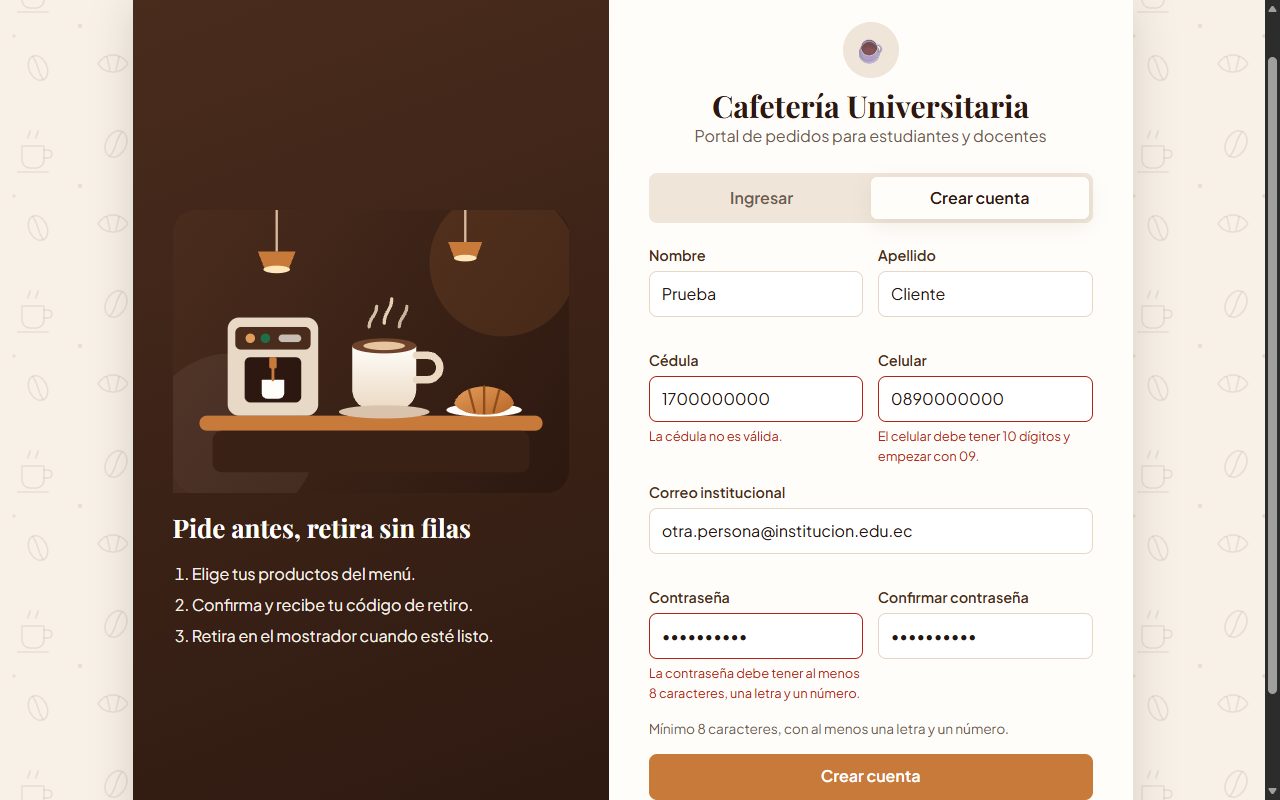 Cafetería Universitaria
Portal de pedidos para estudiantes y docentes
Ingresar
Crear cuenta
Nombre
Apellido
Prueba
Cliente
Cédula
Celular
1700000000
0890000000
La cédula no es válida.
El celular debe tener 10 dígitos y
empezar con 09.
Correo institucional
otra.persona@institucion.edu.ec
Contraseña
Confirmar contraseña
••••••••••
••••••••••
La contraseña debe tener al menos
8 caracteres, una letra y un número.
Mínimo 8 caracteres, con al menos una letra y un número.
Crear cuenta
Pide antes, retira sin filas
1. Elige tus productos del menú.
2. Confirma y recibe tu código de retiro.
3. Retira en el mostrador cuando esté listo.